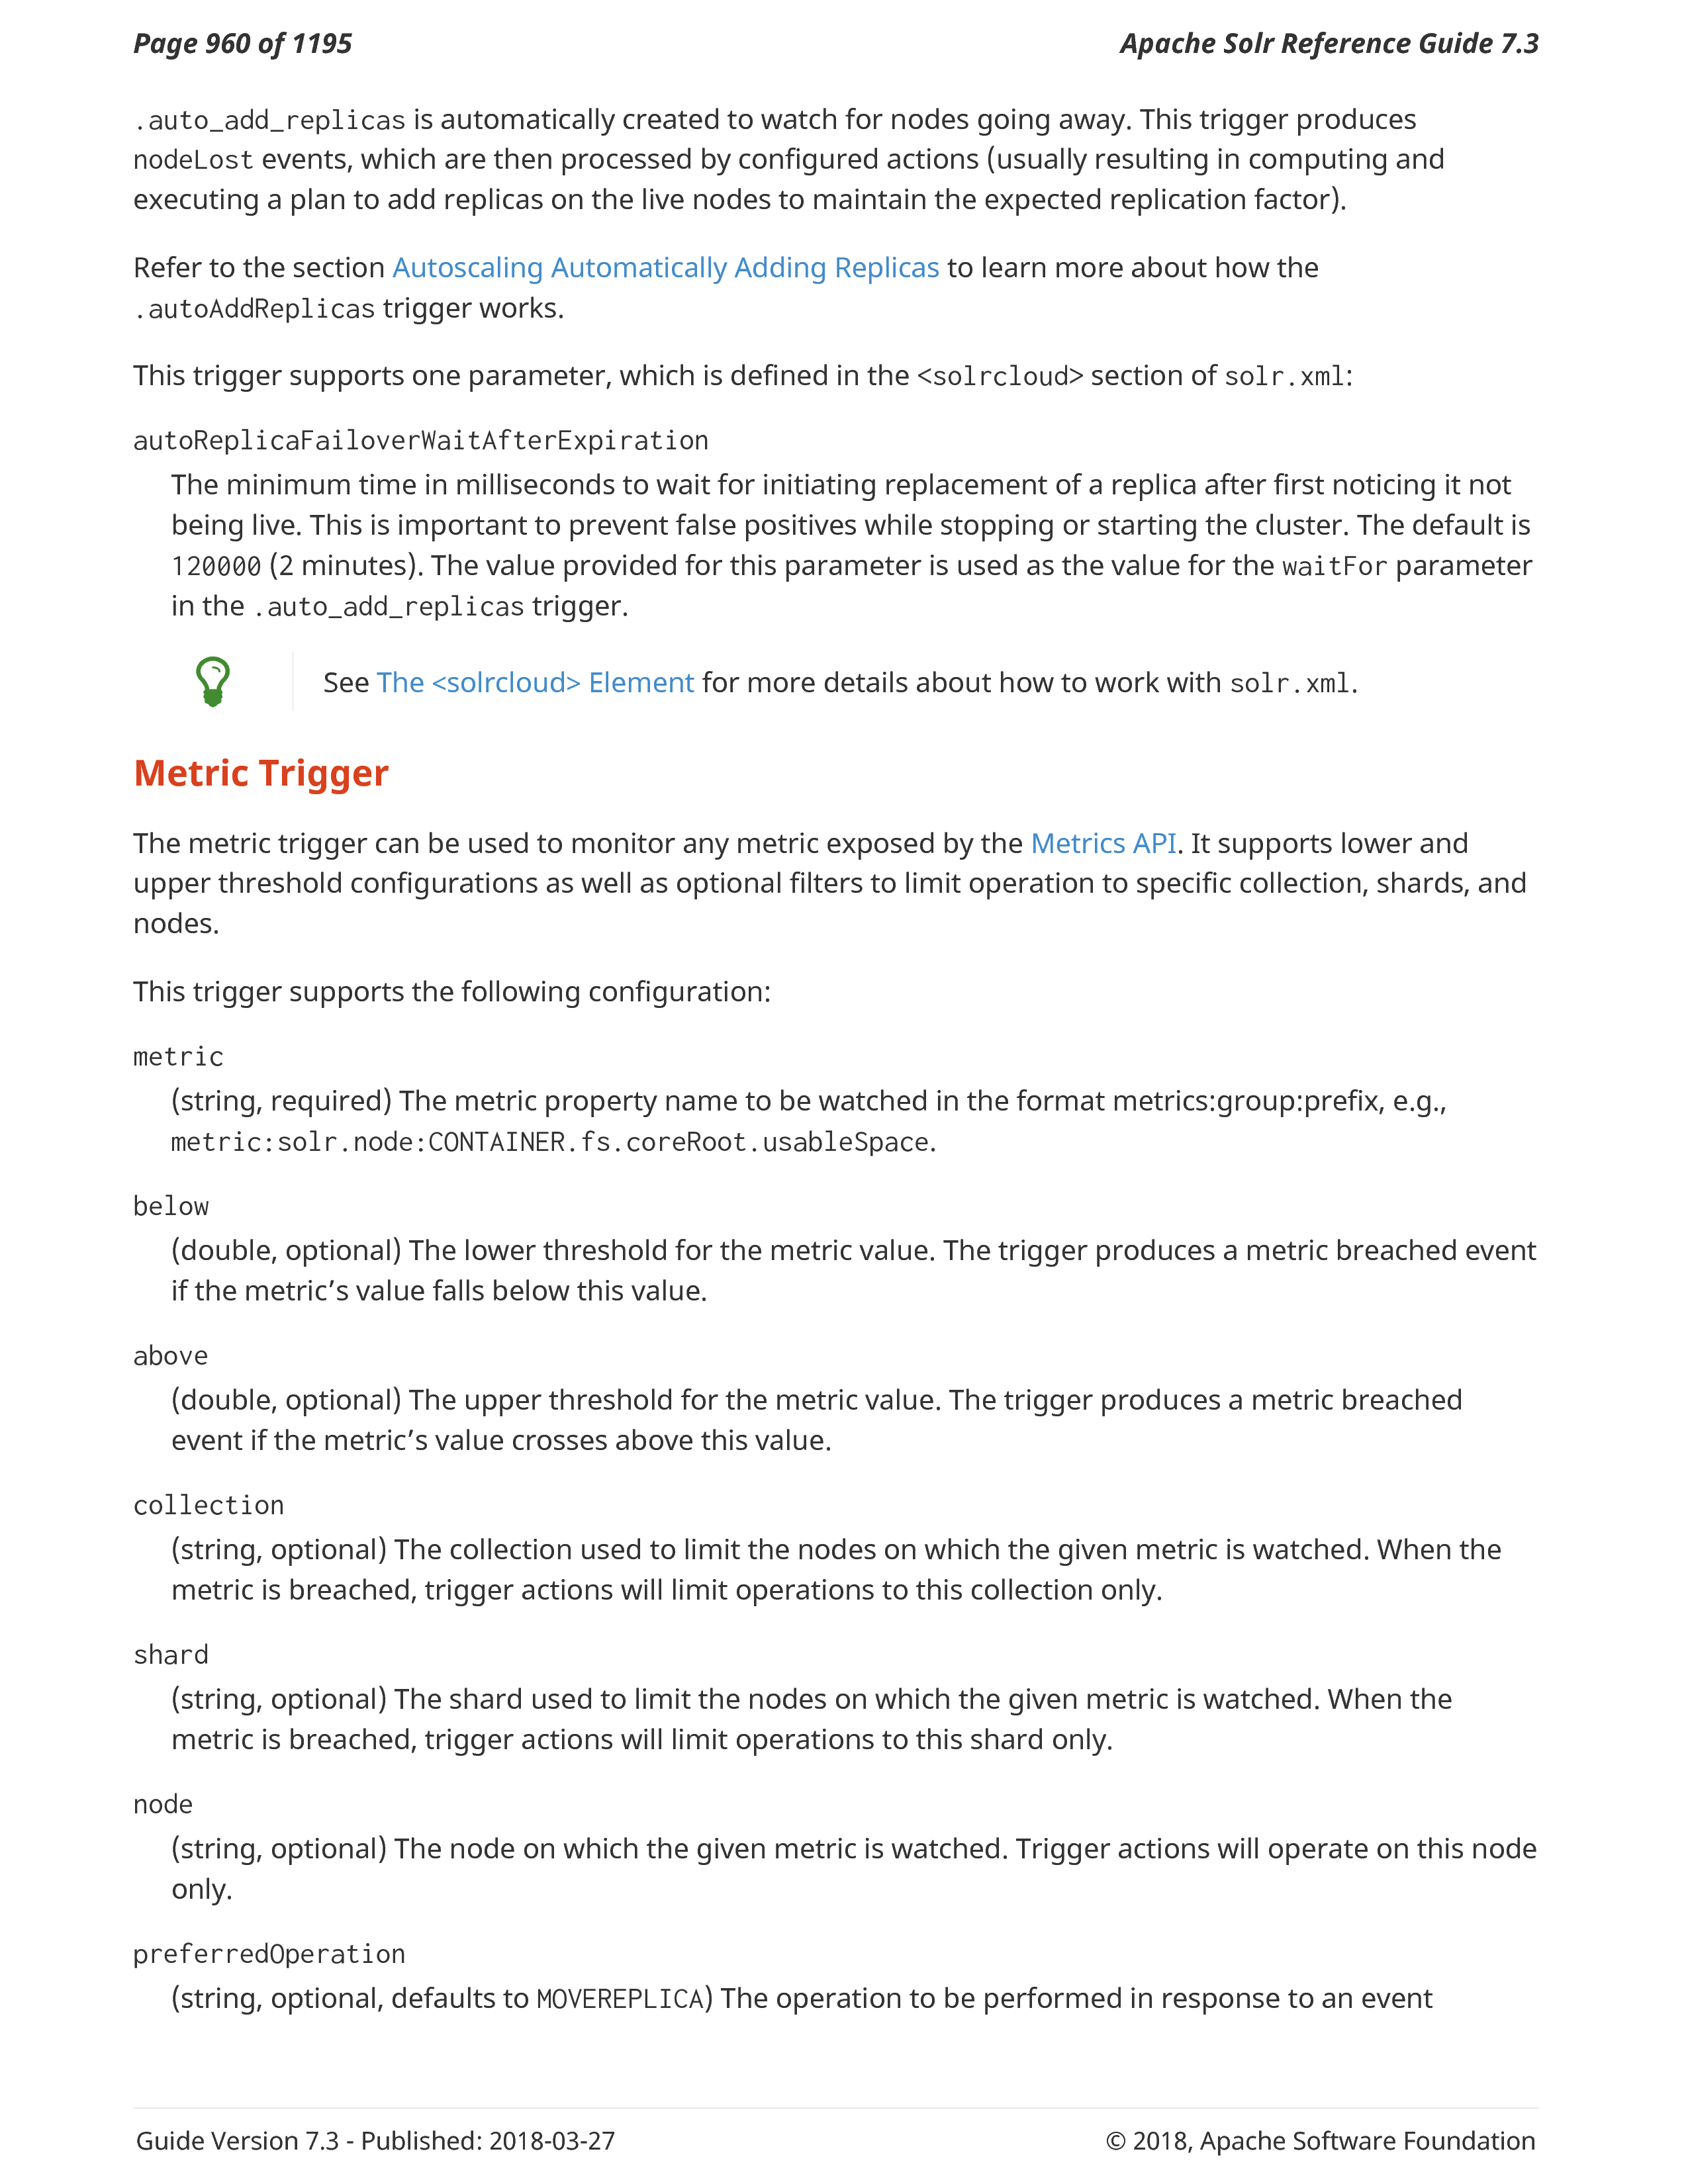 Page 960 of 1195
Apache Solr Reference Guide 7.3
.auto_add_replicas is automatically created to watch for nodes going away. This trigger produces
nodeLost events, which are then processed by configured actions (usually resulting in computing and
executing a plan to add replicas on the live nodes to maintain the expected replication factor).
Refer to the section Autoscaling Automatically Adding Replicas to learn more about how the
.autoAddReplicas trigger works.
This trigger supports one parameter, which is defined in the <solrcloud> section of solr.xml:
autoReplicaFailoverWaitAfterExpiration
The minimum time in milliseconds to wait for initiating replacement of a replica after first noticing it not
being live. This is important to prevent false positives while stopping or starting the cluster. The default is
120000 (2 minutes). The value provided for this parameter is used as the value for the waitFor parameter
in the .auto_add_replicas trigger.
See The <solrcloud> Element for more details about how to work with solr.xml.
Metric Trigger
The metric trigger can be used to monitor any metric exposed by the Metrics API. It supports lower and
upper threshold configurations as well as optional filters to limit operation to specific collection, shards, and
nodes.
This trigger supports the following configuration:
metric
(string, required) The metric property name to be watched in the format metrics:group:prefix, e.g.,
metric:solr.node:CONTAINER.fs.coreRoot.usableSpace.
below
(double, optional) The lower threshold for the metric value. The trigger produces a metric breached event
if the metric’s value falls below this value.
above
(double, optional) The upper threshold for the metric value. The trigger produces a metric breached
event if the metric’s value crosses above this value.
collection
(string, optional) The collection used to limit the nodes on which the given metric is watched. When the
metric is breached, trigger actions will limit operations to this collection only.
shard
(string, optional) The shard used to limit the nodes on which the given metric is watched. When the
metric is breached, trigger actions will limit operations to this shard only.
node
(string, optional) The node on which the given metric is watched. Trigger actions will operate on this node
only.
preferredOperation
(string, optional, defaults to MOVEREPLICA) The operation to be performed in response to an event
Guide Version 7.3 - Published: 2018-03-27
© 2018, Apache Software Foundation